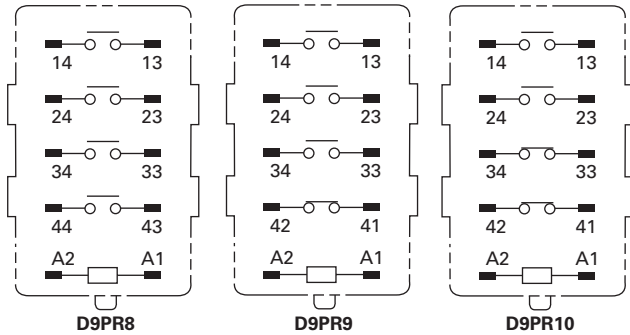 14 13 14 13 14 13
24 23 24 23 24 23
34 33 34 33 34 33
44 43 42 41 42 41
A2 A1 A2 A1 A2 A1
D9PR8 D9PR9 D9PR10